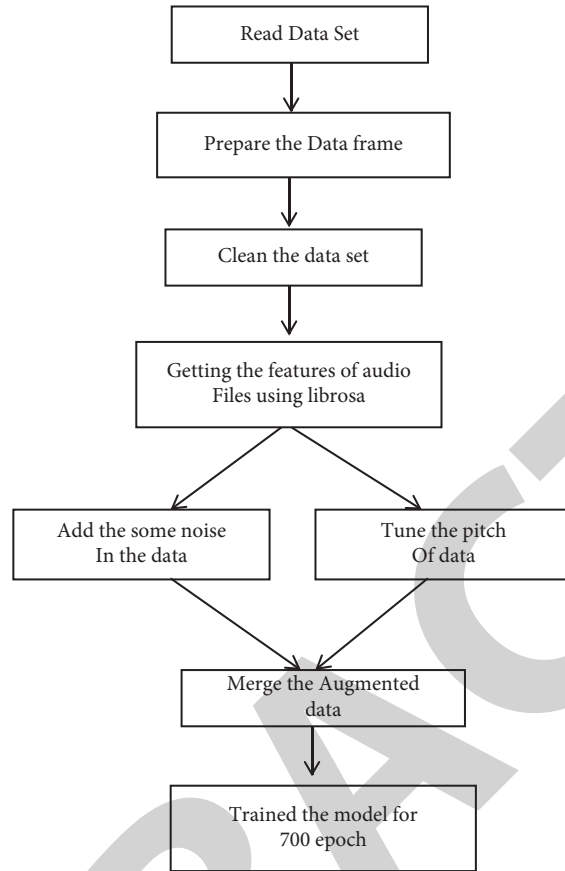 Read Data Set
Prepare the Data frame
Clean the data set
Getting the features of audio
Files using librosa
Add the some noise
In the data
Tune the pitch
Of data
Merge the Augmented
data
Trained the model for
700 epoch